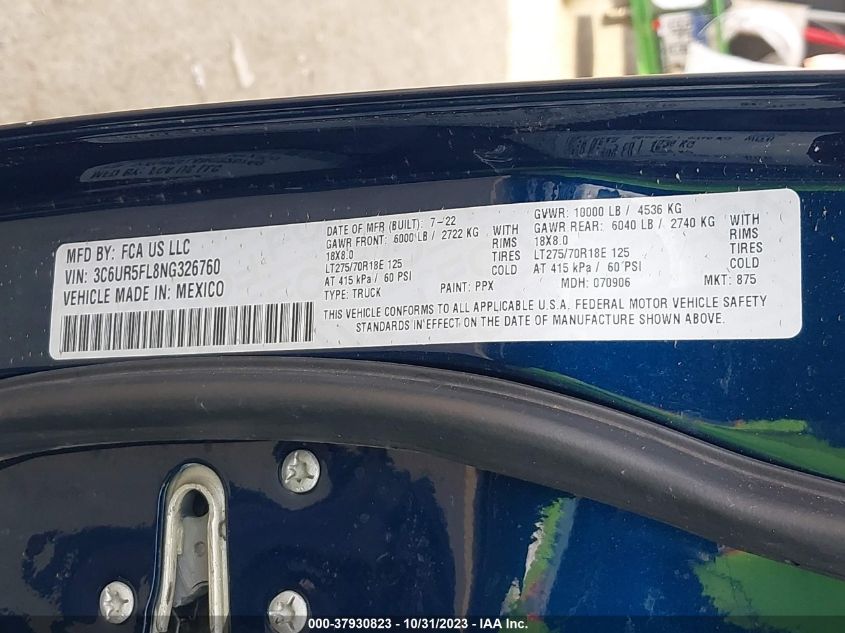 MFD BY: FCA US LLC
VIN: 3C6UR5FL8NG326760
VEHICLE MADE IN: MEXICO
DATE OF MFR (BUILT): 7-22
GAWR FRONT: 6000 LB / 2722 KG WITH
18X8.0 RIMS
LT275/70R18E 125 TIRES
AT 415 kPa / 60 PSI COLD
TYPE: TRUCK PAINT: PPX
GVWR: 10000 LB / 4536 KG
GAWR REAR: 6040 LB / 2740 KG WITH
18X8.0 RIMS
LT275/70R18E 125 TIRES
AT 415 kPa / 60 PSI COLD
MDH: 070906 MKT: 875
THIS VEHICLE CONFORMS TO ALL APPLICABLE U.S.A. FEDERAL MOTOR VEHICLE SAFETY
STANDARDS IN EFFECT ON THE DATE OF MANUFACTURE SHOWN ABOVE.
000-37930823 - 10/31/2023 - IAA Inc.